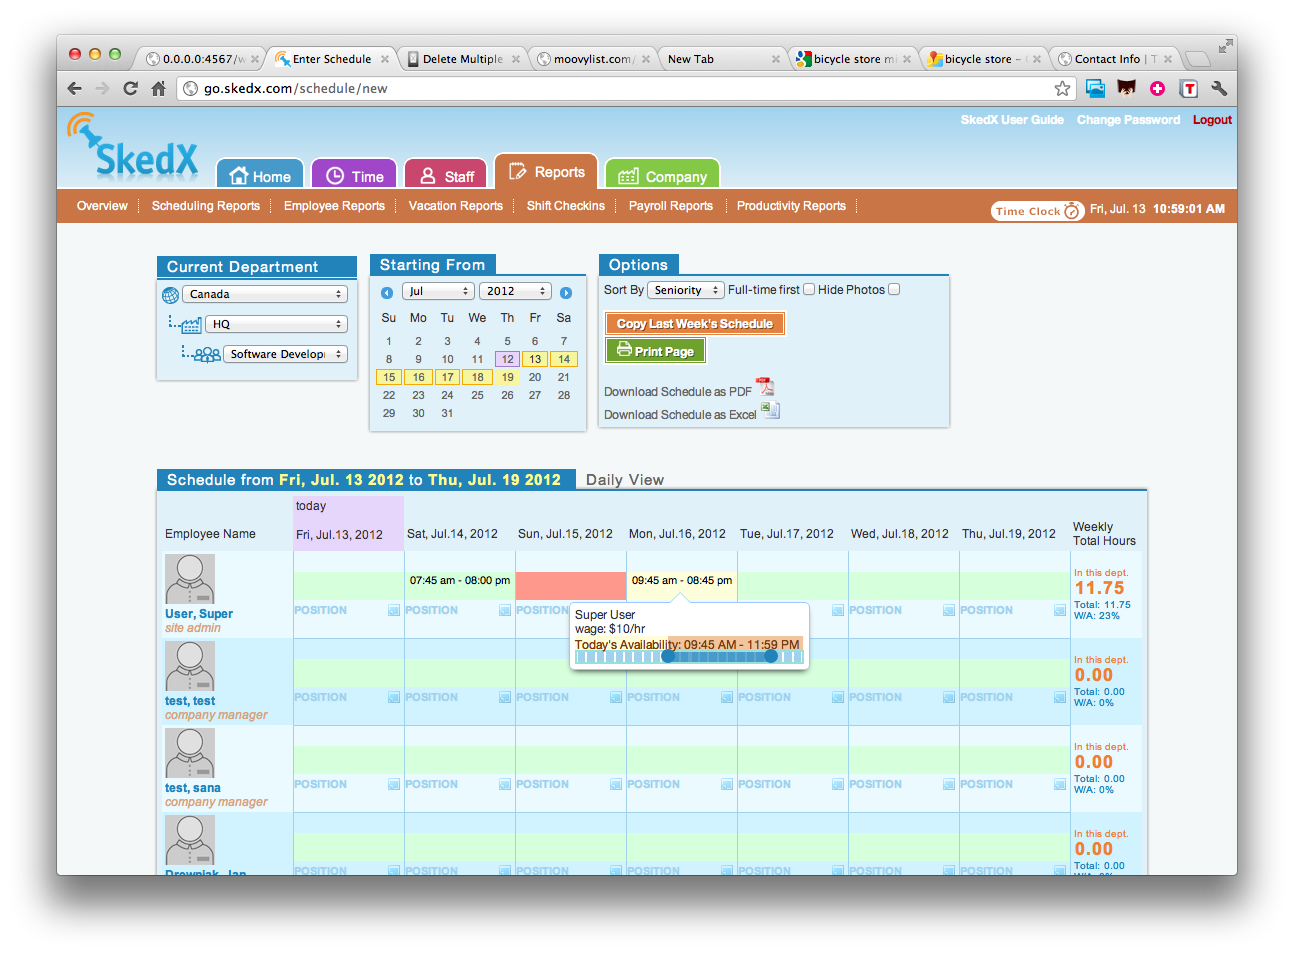 0.0.0.0:4567/w
Enter Schedule
Delete Multiple
moovylist.com/
New Tab
bicycle store mi
bicycle store –
Contact Info | T
go.skedx.com/schedule/new
SkedX User Guide Change Password Logout
SkedX
Home
Time
Staff
Reports
Company
Overview
Scheduling Reports
Employee Reports
Vacation Reports
Shift Checkins
Payroll Reports
Productivity Reports
Time Clock
Fri, Jul. 13 10:59:01 AM
Current Department
Canada
HQ
Software Develop
Starting From
Jul 2012
Su Mo Tu We Th Fr Sa
1 2 3 4 5 6 7
8 9 10 11 12 13 14
15 16 17 18 19 20 21
22 23 24 25 26 27 28
29 30 31
Options
Sort By Seniority Full-time first Hide Photos
Copy Last Week's Schedule
Print Page
Download Schedule as PDF
Download Schedule as Excel
Schedule from Fri, Jul. 13 2012 to Thu, Jul. 19 2012
Daily View
today
Employee Name Fri, Jul.13, 2012 Sat, Jul.14, 2012 Sun, Jul.15, 2012 Mon, Jul.16, 2012 Tue, Jul.17, 2012 Wed, Jul.18, 2012 Thu, Jul.19, 2012 Weekly
Total Hours
07:45 am - 08:00 pm 09:45 am - 08:45 pm
In this dept.
11.75
Total: 11.75
W/A: 23%
POSITION POSITION POSITION POSITION POSITION
User, Super
site admin
Super User
wage: $10/hr
Today's Availability: 09:45 AM - 11:59 PM
In this dept.
0.00
Total: 0.00
W/A: 0%
POSITION POSITION POSITION POSITION POSITION POSITION POSITION
test, test
company manager
In this dept.
0.00
Total: 0.00
W/A: 0%
POSITION POSITION POSITION POSITION POSITION POSITION POSITION
test, sana
company manager
In this dept.
0.00
Total: 0.00
POSITION POSITION POSITION POSITION POSITION POSITION POSITION
Drewniak, Jan